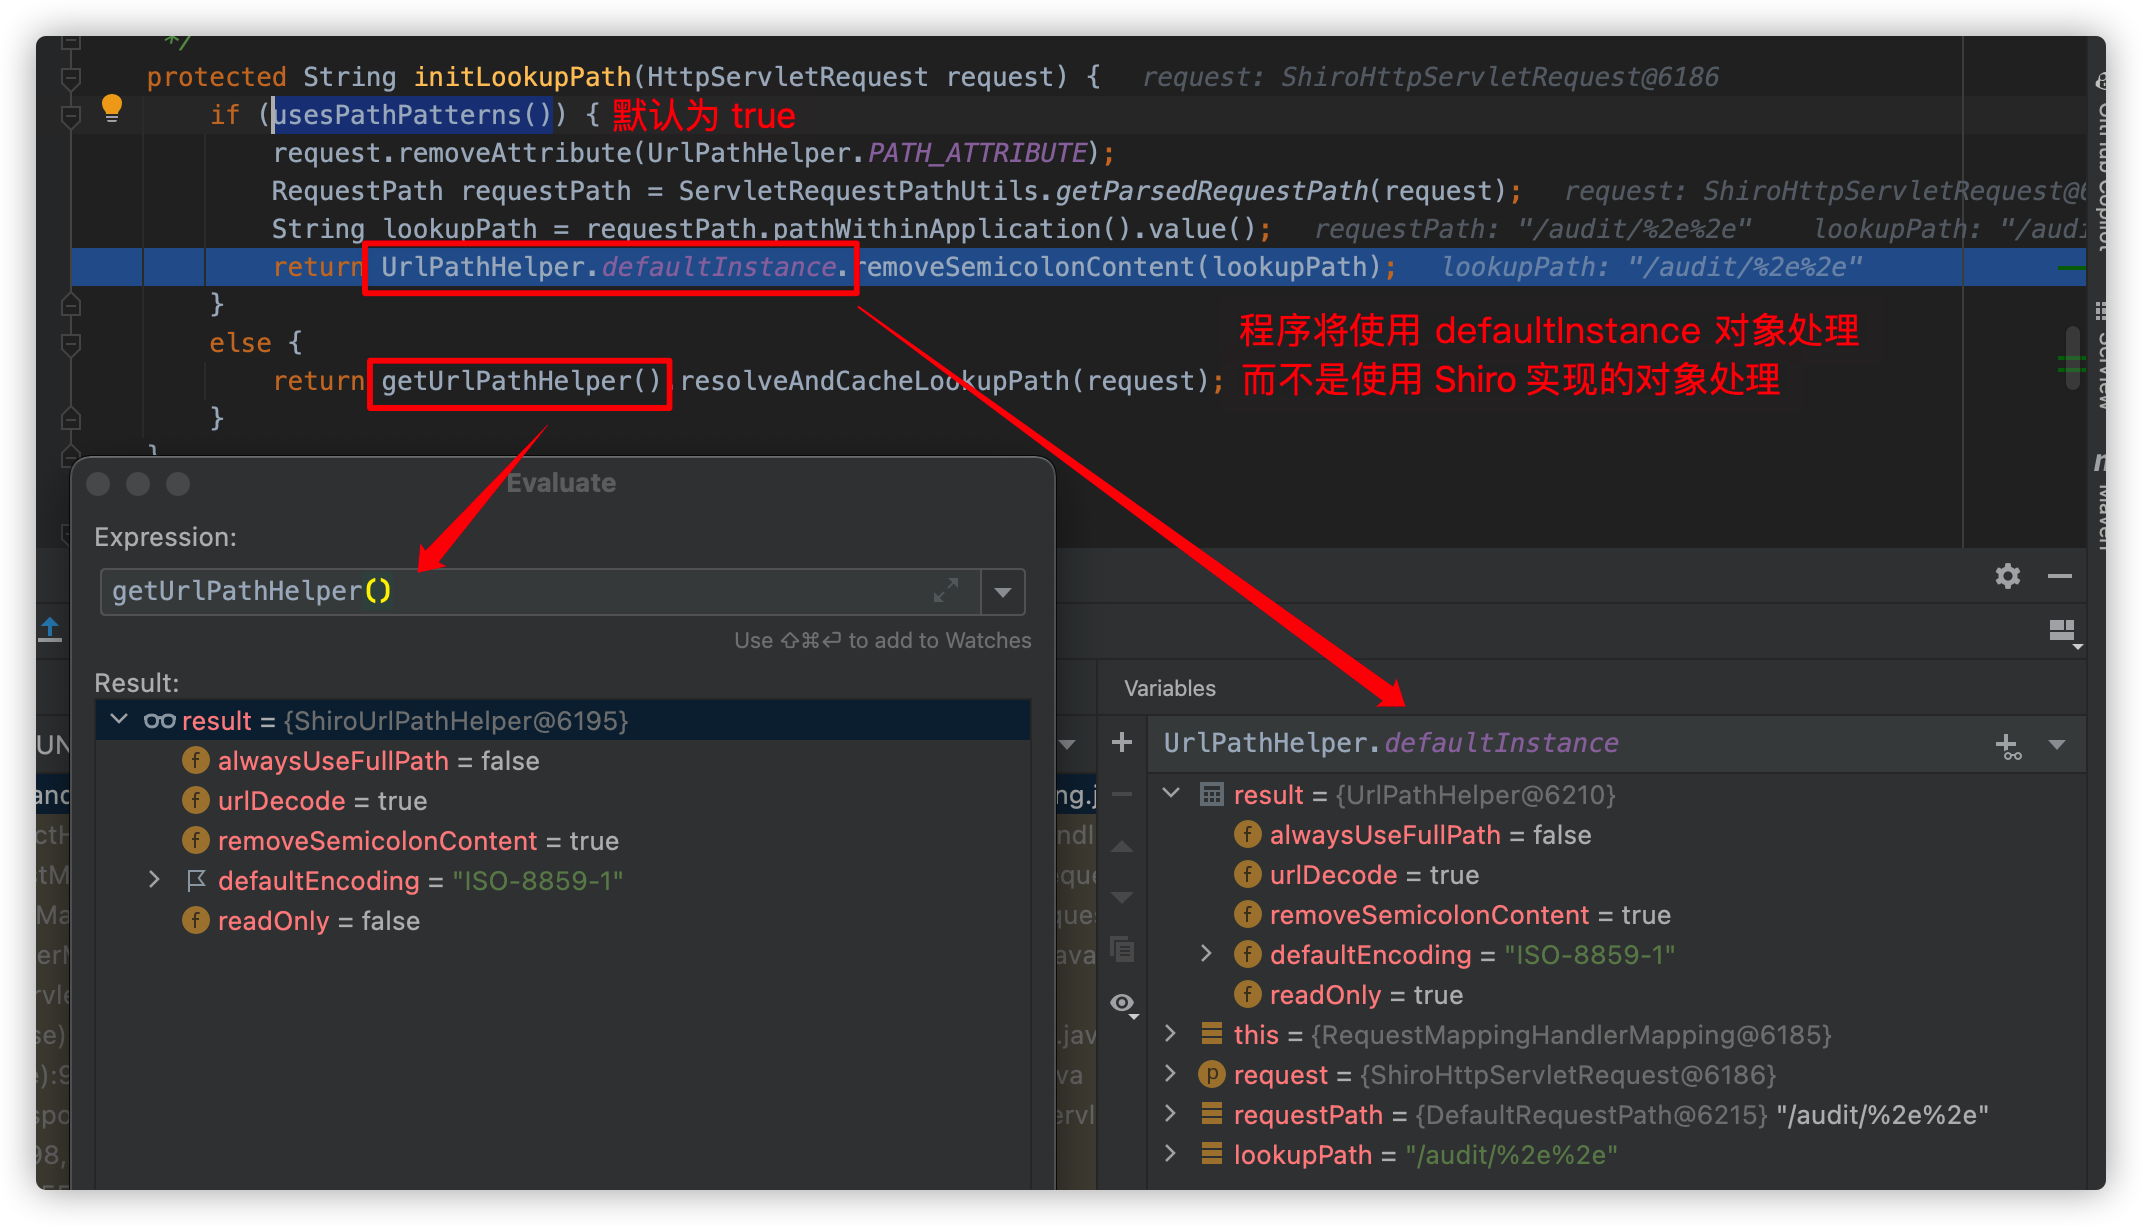 */
protected String initLookupPath(HttpServletRequest request) { request: ShiroHttpServletRequest@6186
if (usesPathPatterns()) { 默认为 true
request.removeAttribute(UrlPathHelper.PATH_ATTRIBUTE);
RequestPath requestPath = ServletRequestPathUtils.getParsedRequestPath(request); request: ShiroHttpServletRequest@6
String lookupPath = requestPath.pathWithinApplication().value(); requestPath: "/audit/%2e%2e" lookupPath: "/audi
return UrlPathHelper.defaultInstance.removeSemicolonContent(lookupPath); lookupPath: "/audit/%2e%2e"
}
程序将使用 defaultInstance 对象处理
else {
return getUrlPathHelper() resolveAndCacheLookupPath(request); 而不是使用 Shiro 实现的对象处理
}
}
GitHub Copilot
SciView
Maven
Evaluate
Expression:
getUrlPathHelper()
Use ⇧⌘⏎ to add to Watches
Result:
result = {ShiroUrlPathHelper@6195}
alwaysUseFullPath = false
urlDecode = true
removeSemicolonContent = true
defaultEncoding = "ISO-8859-1"
readOnly = false
Variables
UrlPathHelper.defaultInstance
result = {UrlPathHelper@6210}
alwaysUseFullPath = false
urlDecode = true
removeSemicolonContent = true
defaultEncoding = "ISO-8859-1"
readOnly = true
this = {RequestMappingHandlerMapping@6185}
request = {ShiroHttpServletRequest@6186}
requestPath = {DefaultRequestPath@6215} "/audit/%2e%2e"
lookupPath = "/audit/%2e%2e"